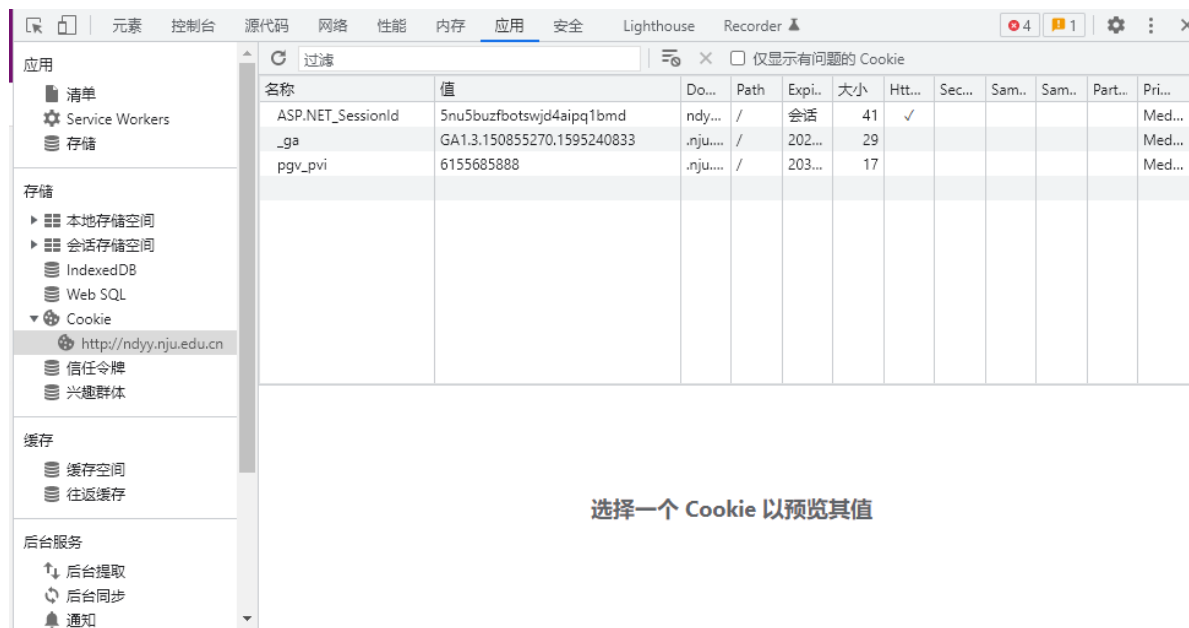 元素 控制台 源代码 网络 性能 内存 应用 安全 Lighthouse Recorder 4 1
应用
清单
Service Workers
存储
存储
本地存储空间
会话存储空间
IndexedDB
Web SQL
Cookie
http://ndyy.nju.edu.cn
信任令牌
兴趣群体
缓存
缓存空间
往返缓存
后台服务
后台提取
后台同步
通知
过滤 仅显示有问题的 Cookie
名称 值 Do... Path Expi... 大小 Htt... Sec... Sam... Sam... Part... Pri...
ASP.NET_SessionId 5nu5buzfbotswjd4aipq1bmd ndy... / 会话 41 ✓ Med...
_ga GA1.3.150855270.1595240833 .nju.... / 202... 29 Med...
pgv_pvi 6155685888 .nju.... / 203... 17 Med...
选择一个 Cookie 以预览其值